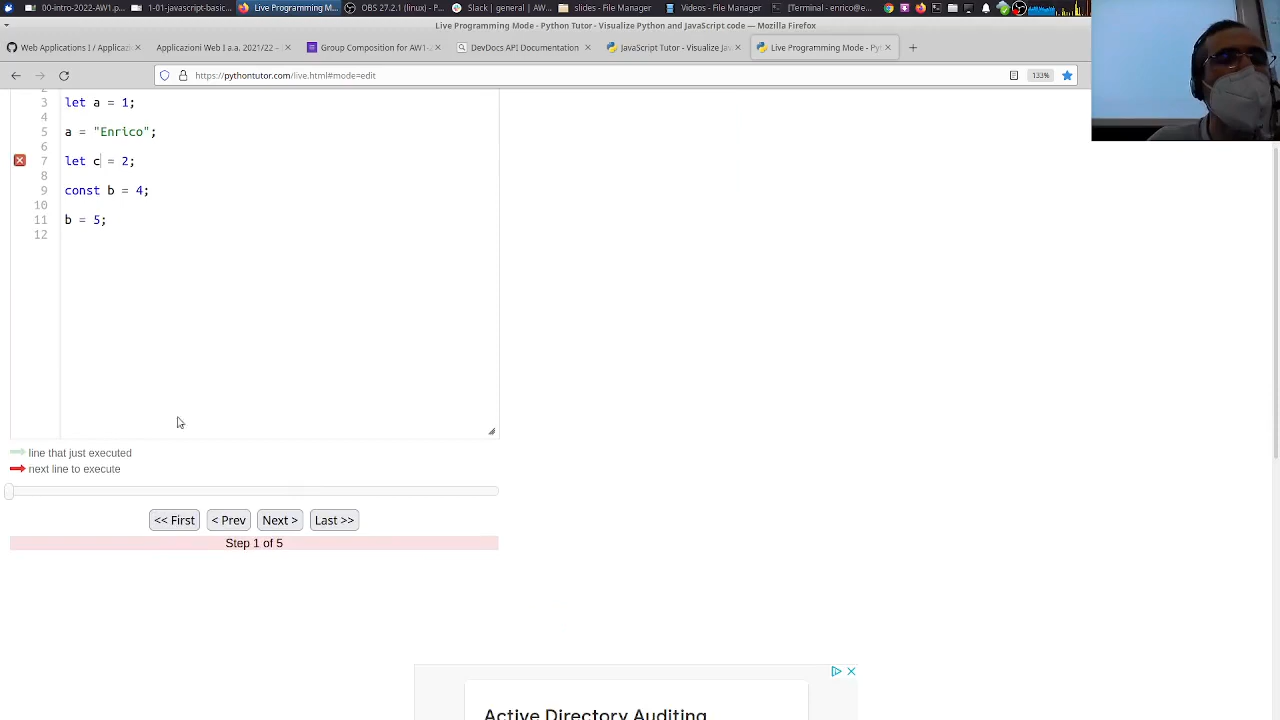 00-intro-2022-AW1-p...
1-01-javascript-basic...
Live Programming M...
OBS 27.2.1 (linux) - P...
Slack | general | AW...
slides - File Manager
Videos - File Manager
[Terminal - enrico@e...
Live Programming Mode - Python Tutor - Visualize Python and JavaScript code — Mozilla Firefox
Web Applications I / Applicaz
Applicazioni Web I a.a. 2021/22 –
Group Composition for AW1-
DevDocs API Documentation
JavaScript Tutor - Visualize Jav
Live Programming Mode - Pyt
https://pythontutor.com/live.html#mode=edit
133%
2
3 let a = 1;
4
5 a = "Enrico";
6
7 let c = 2;
8
9 const b = 4;
10
11 b = 5;
12
line that just executed
next line to execute
<< First
< Prev
Next >
Last >>
Step 1 of 5
Active Directory Auditing